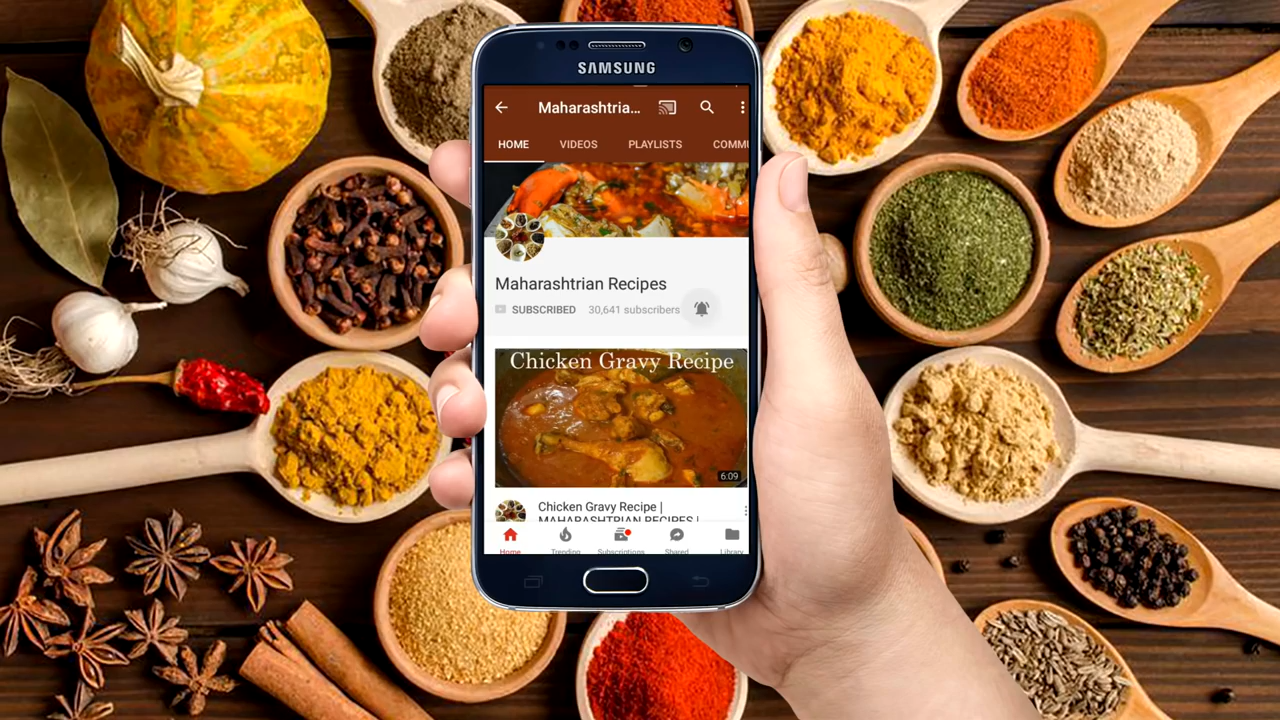 SAMSUNG
Maharashtria...
HOME VIDEOS PLAYLISTS COMMU
Maharashtrian Recipes
SUBSCRIBED 30,641 subscribers
Chicken Gravy Recipe
6:09
Chicken Gravy Recipe |
MAHARASHTRIAN RECIPES |
Home Trending Subscriptions Shared Library